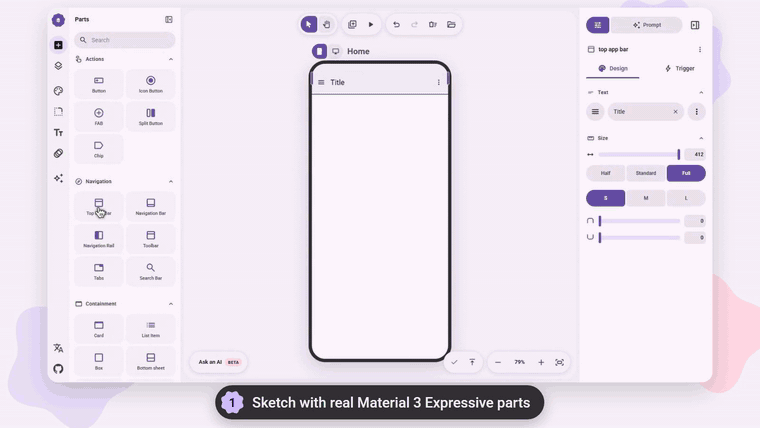 Parts
Search
Actions
Button
Icon Button
FAB
Split Button
Chip
Navigation
Navigation Bar
Navigation Rail
Toolbar
Tabs
Search Bar
Containment
Card
List Item
Box
Bottom sheet
Home
Title
Ask an AI BETA
79%
Prompt
top app bar
Design
Trigger
Text
Title
Size
412
Half
Standard
Full
S
M
L
0
0
1 Sketch with real Material 3 Expressive parts